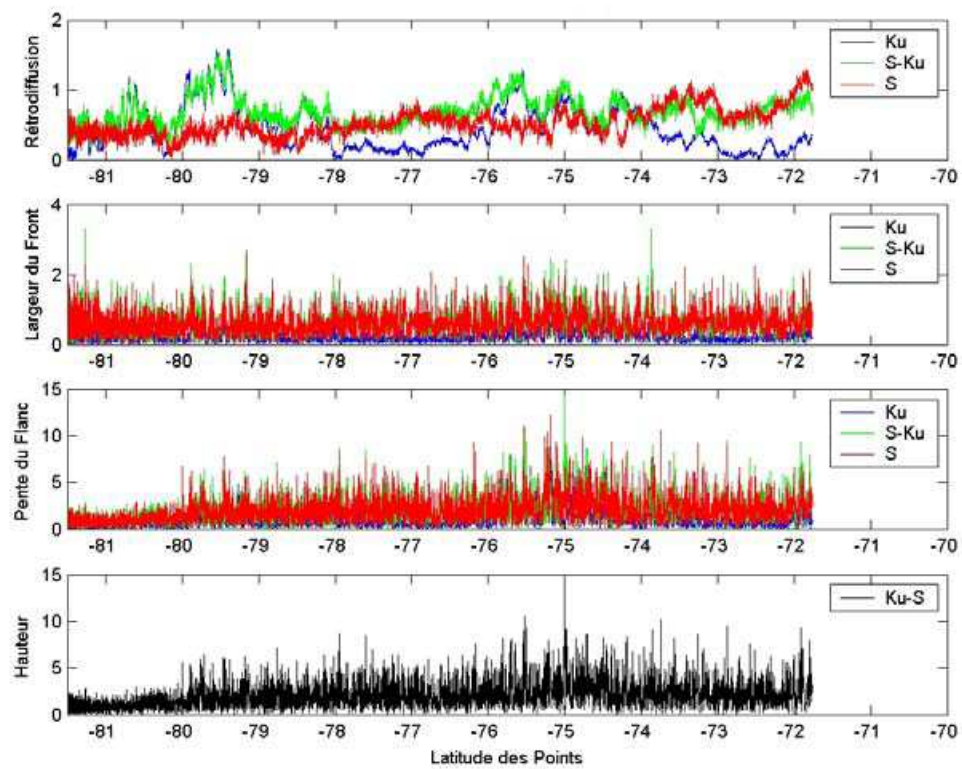 2
1
0
Rétrodiffusion
Ku
S-Ku
S
-81 -80 -79 -78 -77 -76 -75 -74 -73 -72 -71 -70
4
2
0
Largeur du Front
Ku
S-Ku
S
-81 -80 -79 -78 -77 -76 -75 -74 -73 -72 -71 -70
15
10
5
0
Pente du Flanc
Ku
S-Ku
S
-81 -80 -79 -78 -77 -76 -75 -74 -73 -72 -71 -70
15
10
5
0
Hauteur
Ku-S
-81 -80 -79 -78 -77 -76 -75 -74 -73 -72 -71 -70
Latitude des Points